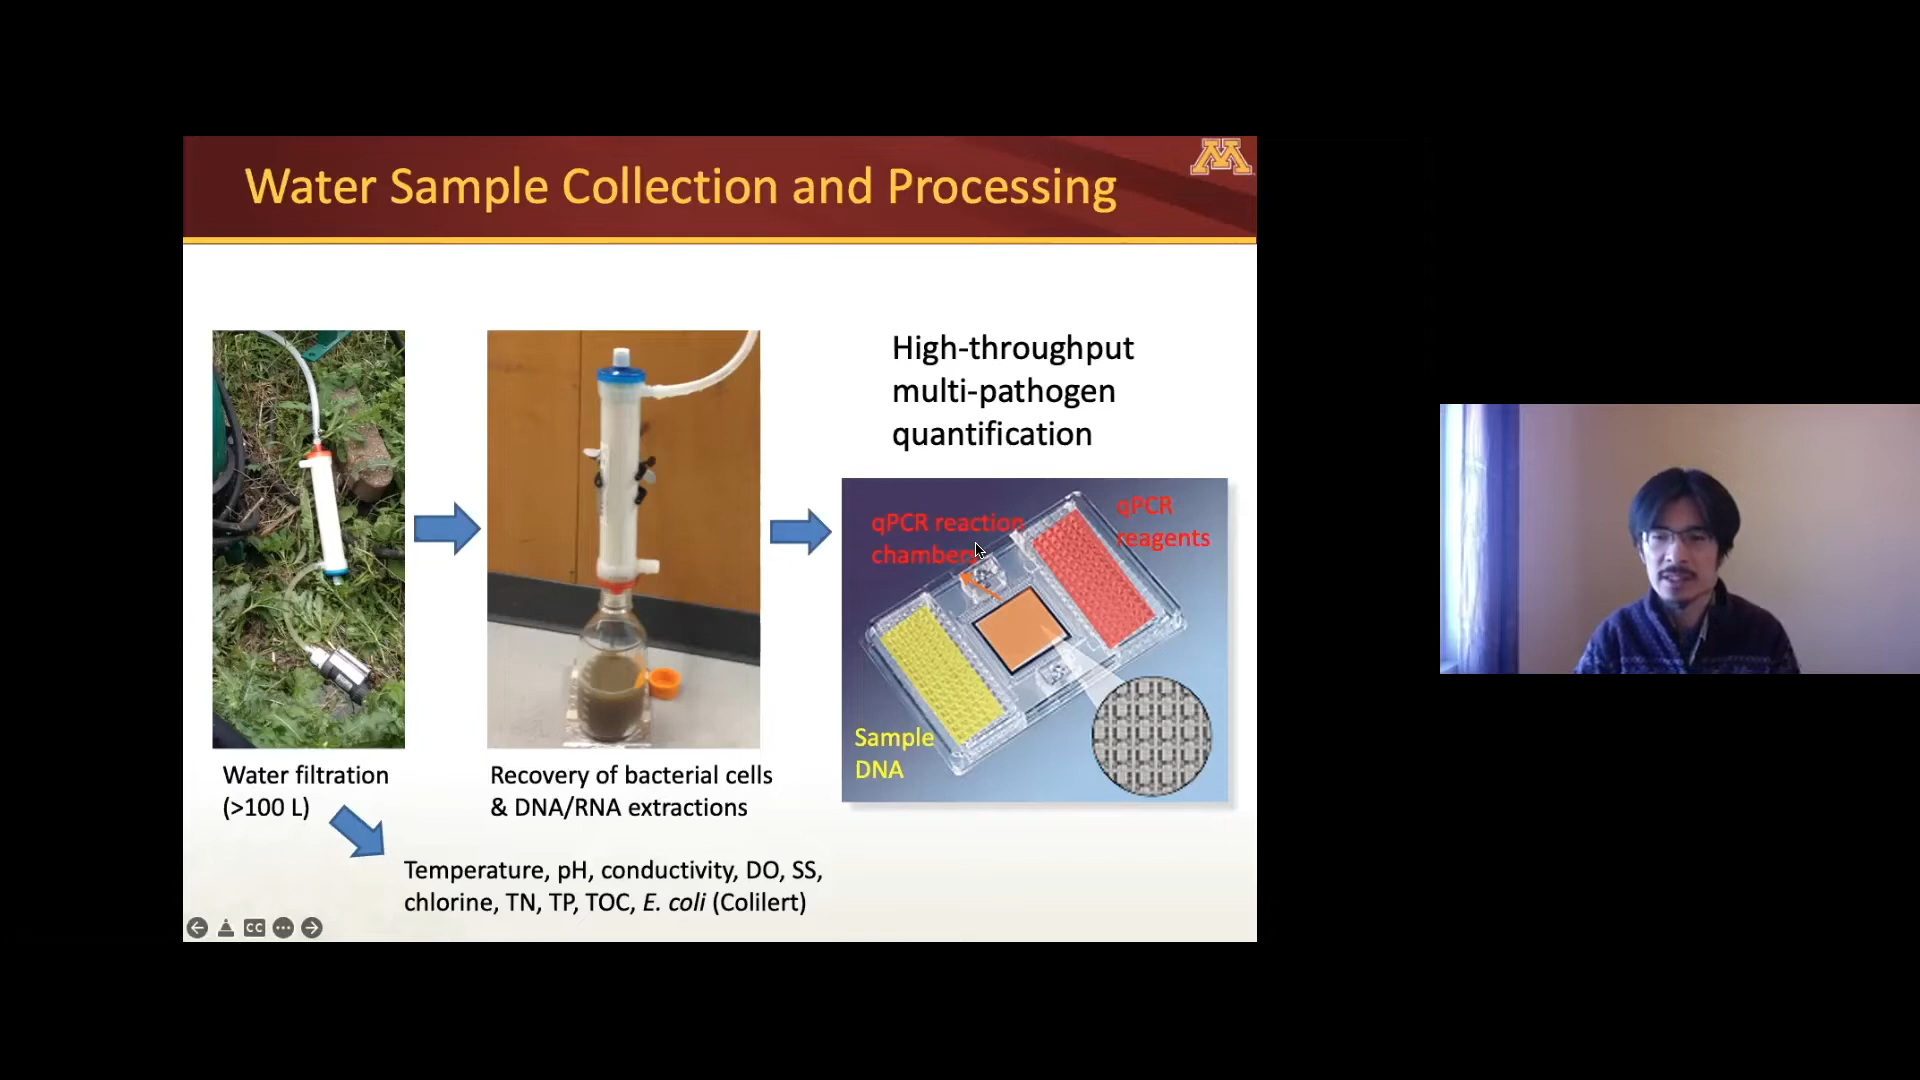 Water Sample Collection and Processing
M
High-throughput
multi-pathogen
quantification
qPCR reaction
chambers
qPCR
reagents
Sample
DNA
Water filtration
(>100 L)
Recovery of bacterial cells
& DNA/RNA extractions
Temperature, pH, conductivity, DO, SS,
chlorine, TN, TP, TOC, E. coli (Colilert)
CC